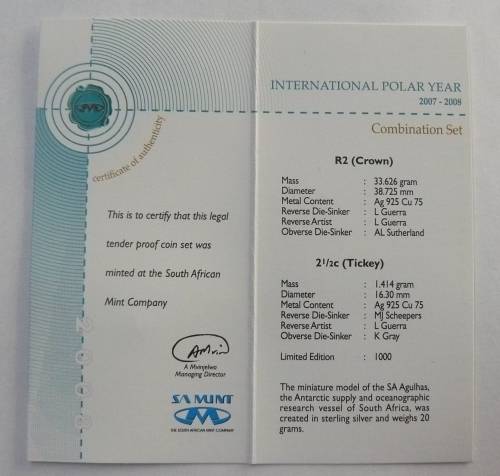 certificate of authenticity
This is to certify that this legal
tender proof coin set was
minted at the South African
Mint Company
A Mvinjelwa
Managing Director
SA MINT
THE SOUTH AFRICAN MINT COMPANY
INTERNATIONAL POLAR YEAR
2007 - 2008
Combination Set
R2 (Crown)
Mass : 33.626 gram
Diameter : 38.725 mm
Metal Content : Ag 925 Cu 75
Reverse Die-Sinker : L Guerra
Reverse Artist : L Guerra
Obverse Die-Sinker : AL Sutherland
2½c (Tickey)
Mass : 1.414 gram
Diameter : 16.30 mm
Metal Content : Ag 925 Cu 75
Reverse Die-Sinker : MJ Scheepers
Reverse Artist : L Guerra
Obverse Die-Sinker : K Gray
Limited Edition : 1000
The miniature model of the SA Agulhas,
the Antarctic supply and oceanographic
research vessel of South Africa, was
created in sterling silver and weighs 20
grams.